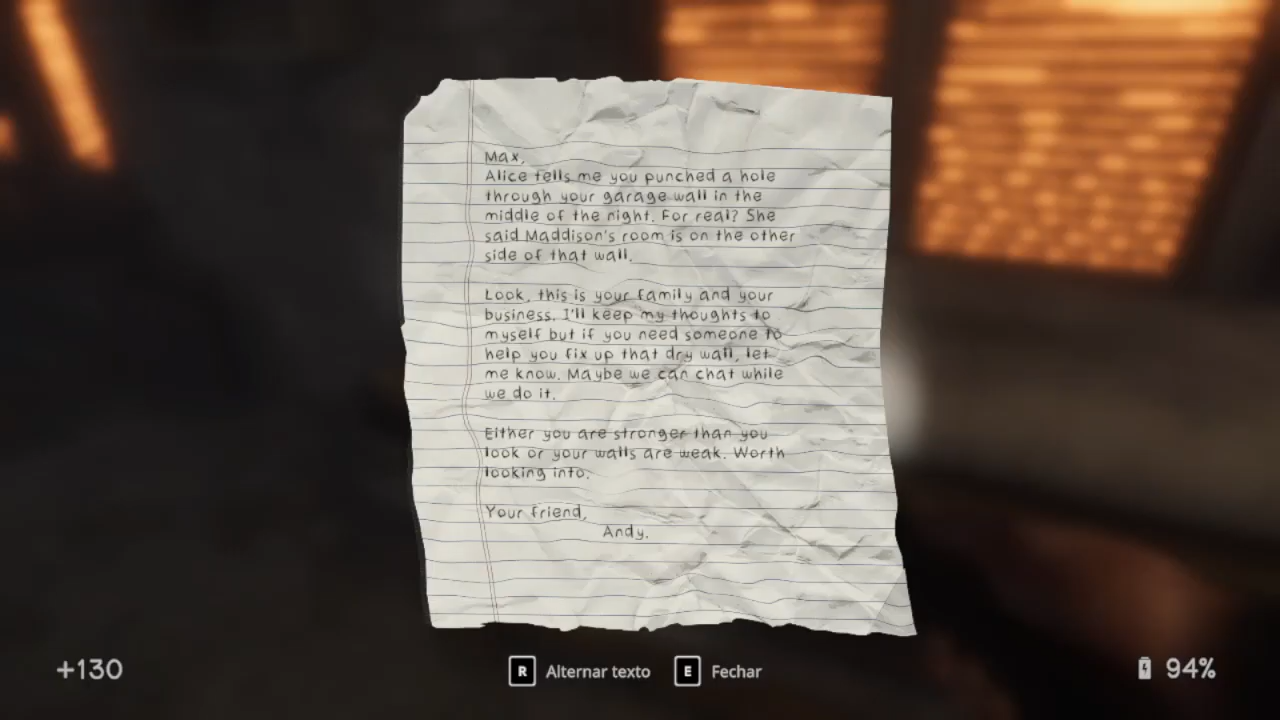 Max,
Alice tells me you punched a hole
through your garage wall in the
middle of the night. For real? She
said Maddison's room is on the other
side of that wall.
Look, this is your family and your
business. I'll keep my thoughts to
myself but if you need someone to
help you fix up that dry wall, let
me know. Maybe we can chat while
we do it.
Either you are stronger than you
look or your walls are weak. Worth
looking into.
Your friend,
Andy.
+130
R Alternar texto E Fechar
94%